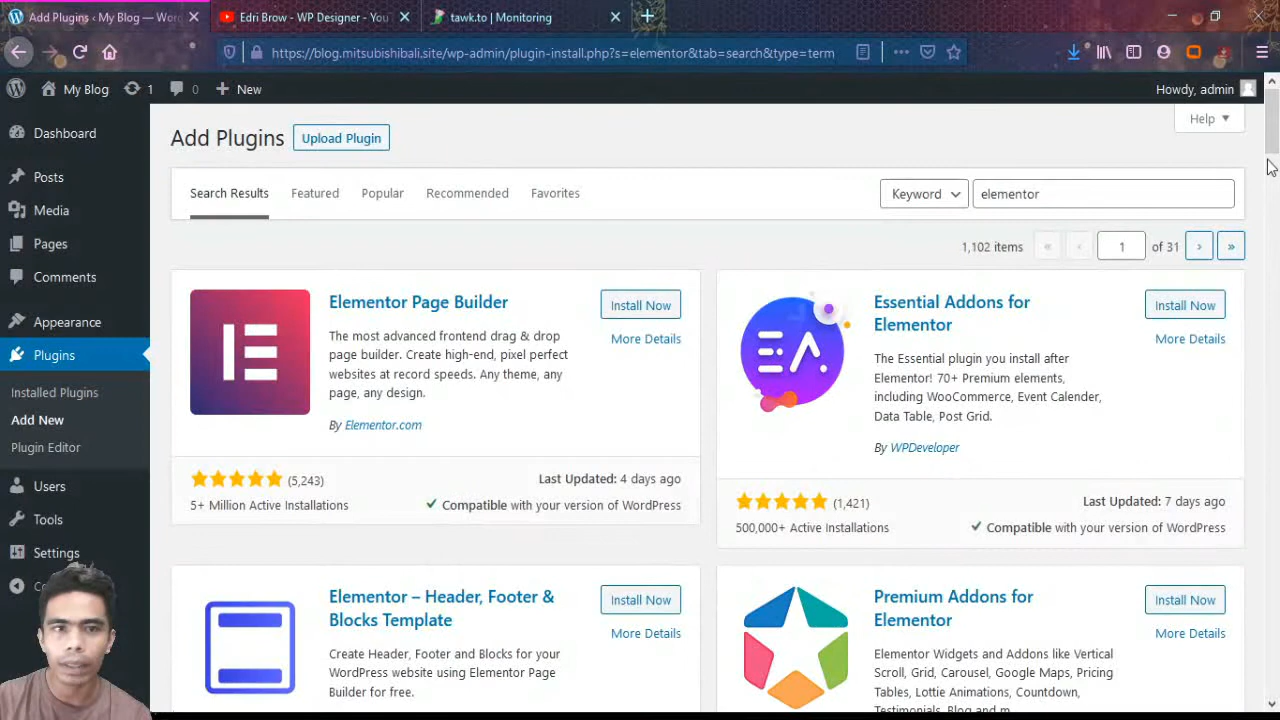 Add Plugins ‹ My Blog — Wor
Edri Brow - WP Designer - You
tawk.to | Monitoring
https://blog.mitsubishibali.site/wp-admin/plugin-install.php?s=elementor&tab=search&type=term
My Blog
1
0
New
Howdy, admin
Dashboard
Posts
Media
Pages
Comments
Appearance
Plugins
Installed Plugins
Add New
Plugin Editor
Users
Tools
Settings
Add Plugins
Upload Plugin
Help
Search Results
Featured
Popular
Recommended
Favorites
Keyword
elementor
1,102 items
«
‹
1
of 31
›
»
Elementor Page Builder
Install Now
More Details
The most advanced frontend drag & drop
page builder. Create high-end, pixel perfect
websites at record speeds. Any theme, any
page, any design.
By Elementor.com
(5,243)
Last Updated: 4 days ago
5+ Million Active Installations
Compatible with your version of WordPress
EA
Essential Addons for
Elementor
Install Now
More Details
The Essential plugin you install after
Elementor! 70+ Premium elements,
including WooCommerce, Event Calender,
Data Table, Post Grid.
By WPDeveloper
(1,421)
Last Updated: 7 days ago
500,000+ Active Installations
Compatible with your version of WordPress
Elementor – Header, Footer &
Blocks Template
Install Now
More Details
Create Header, Footer and Blocks for your
WordPress website using Elementor Page
Builder for free.
Premium Addons for
Elementor
Install Now
More Details
Elementor Widgets and Addons like Vertical
Scroll, Grid, Carousel, Google Maps, Pricing
Tables, Lottie Animations, Countdown,
Testimonials, Blog and m